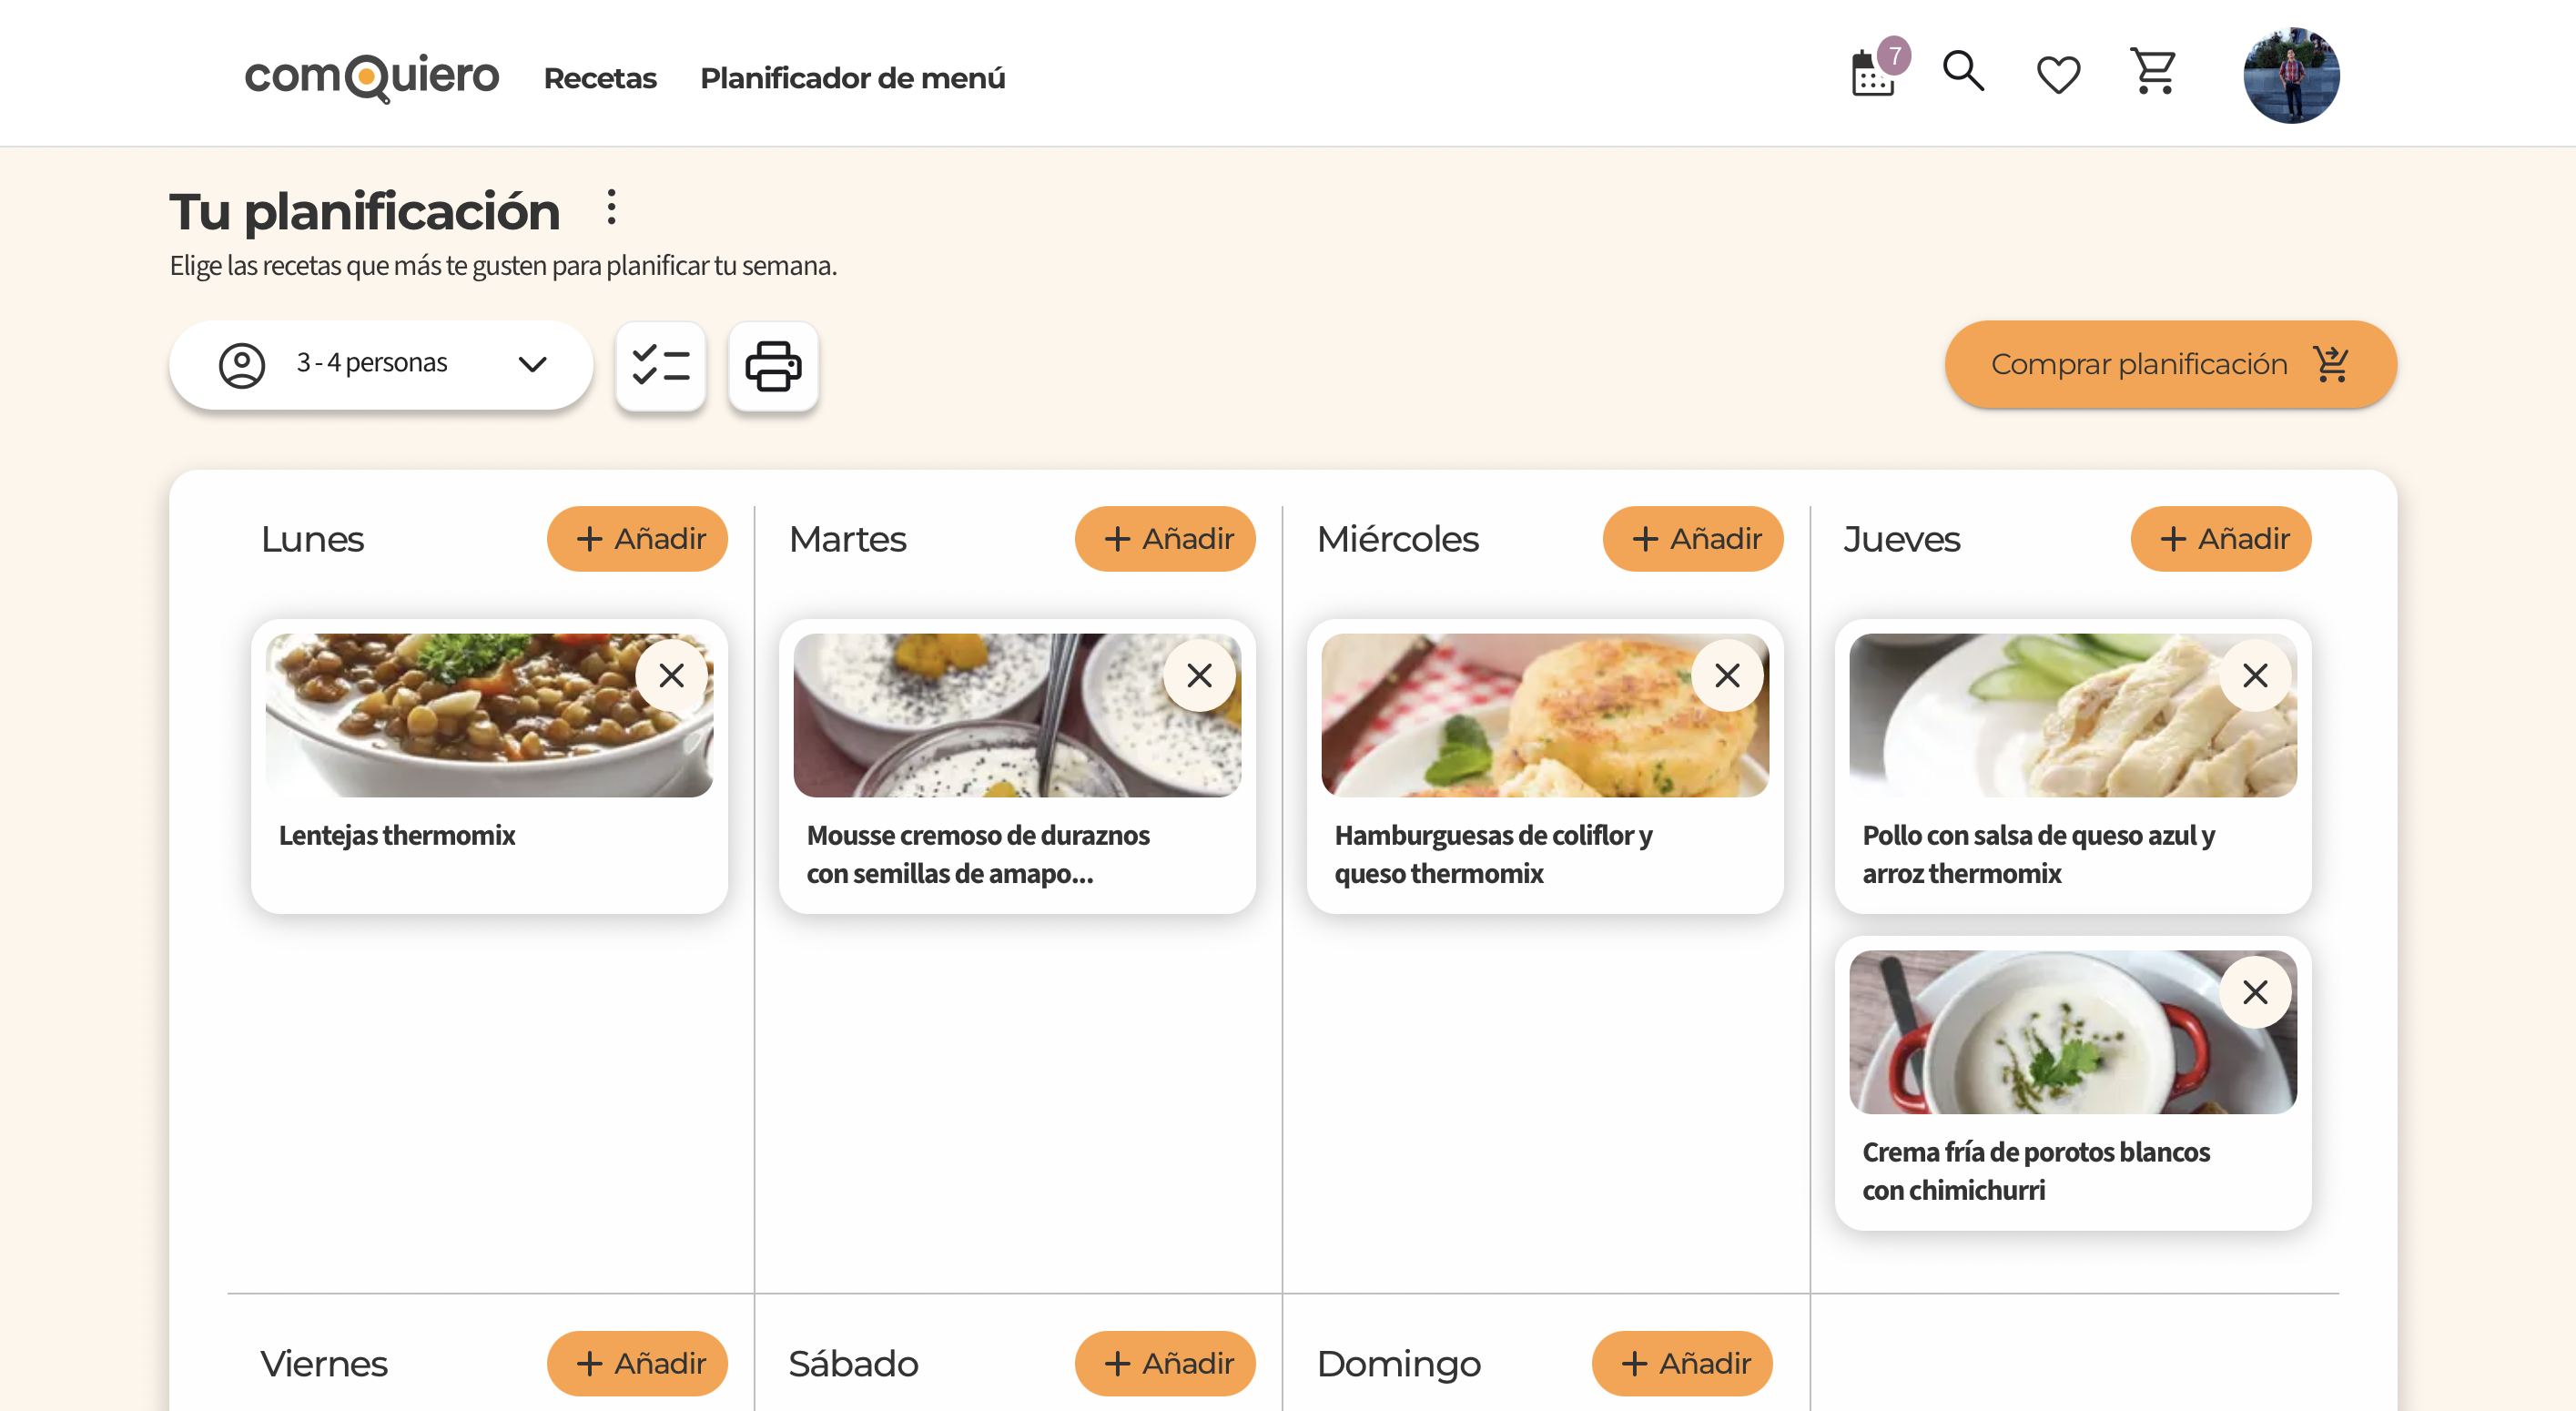 comQuiero
Recetas
Planificador de menú
7
Tu planificación
Elige las recetas que más te gusten para planificar tu semana.
3 - 4 personas
Comprar planificación
Lunes
+ Añadir
Martes
+ Añadir
Miércoles
+ Añadir
Jueves
+ Añadir
Lentejas thermomix
Mousse cremoso de duraznos
con semillas de amapo...
Hamburguesas de coliflor y
queso thermomix
Pollo con salsa de queso azul y
arroz thermomix
Crema fría de porotos blancos
con chimichurri
Viernes
+ Añadir
Sábado
+ Añadir
Domingo
+ Añadir